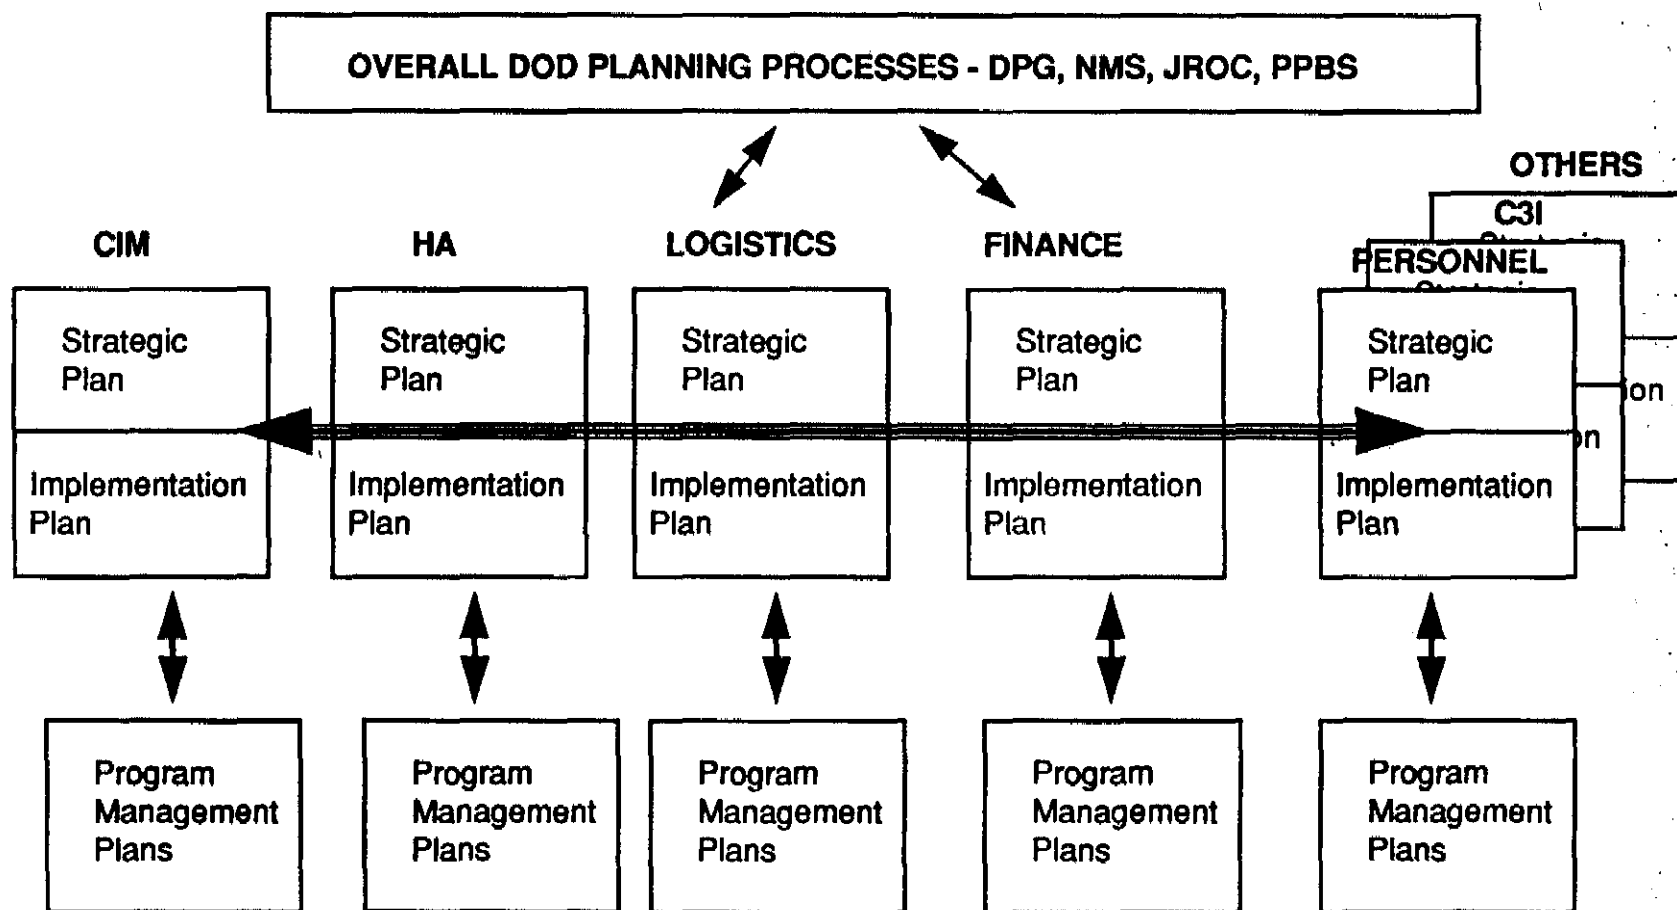 OVERALL DOD PLANNING PROCESSES - DPG, NMS, JROC, PPBS
OTHERS
C3I
CIM
HA
LOGISTICS
FINANCE
PERSONNEL
Strategic
Plan
Strategic
Plan
Strategic
Plan
Strategic
Plan
Strategic
Plan
ion
on
Implementation
Plan
Implementation
Plan
Implementation
Plan
Implementation
Plan
Implementation
Plan
Program
Management
Plans
Program
Management
Plans
Program
Management
Plans
Program
Management
Plans
Program
Management
Plans